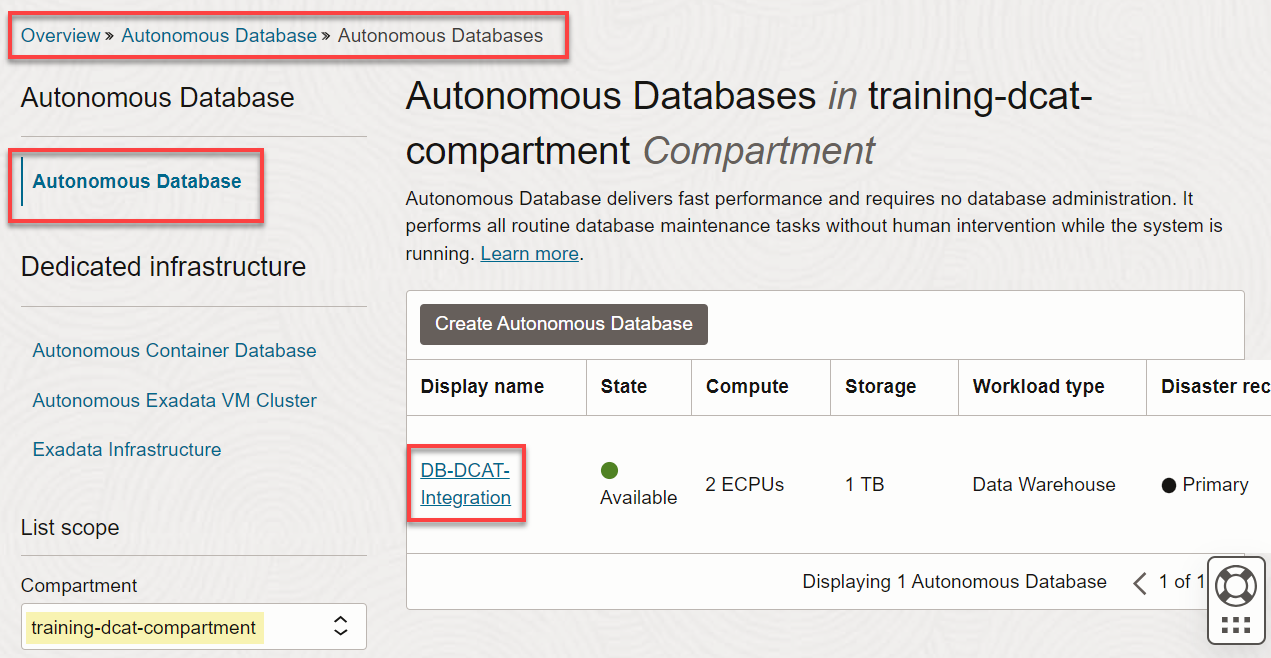 Overview » Autonomous Database » Autonomous Databases
Autonomous Database
Autonomous Database
Dedicated infrastructure
Autonomous Container Database
Autonomous Exadata VM Cluster
Exadata Infrastructure
List scope
Compartment
training-dcat-compartment
Autonomous Databases in training-dcat-
compartment Compartment
Autonomous Database delivers fast performance and requires no database administration. It
performs all routine database maintenance tasks without human intervention while the system is
running. Learn more.
Create Autonomous Database
Display name State Compute Storage Workload type Disaster rec
DB-DCAT-
Integration
Available 2 ECPUs 1 TB Data Warehouse Primary
Displaying 1 Autonomous Database 1 of 1